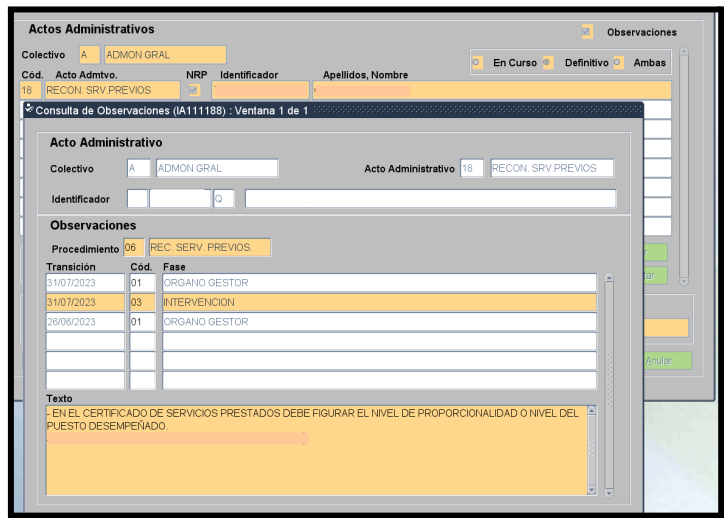 Actos Administrativos
Observaciones
Colectivo A ADMON GRAL
En Curso Definitivo Ambas
Cód. Acto Admtvo. NRP Identificador Apellidos, Nombre
18 RECON. SRV.PREVIOS
Consulta de Observaciones (IA111188) : Ventana 1 de 1
Acto Administrativo
Colectivo A ADMON GRAL Acto Administrativo 18 RECON. SRV.PREVIOS
Identificador Q
Observaciones
Procedimiento 06 REC. SERV. PREVIOS.
Transición Cód. Fase
31/07/2023 01 ORGANO GESTOR
31/07/2023 03 INTERVENCION
26/06/2023 01 ORGANO GESTOR
Anular
Texto
- EN EL CERTIFICADO DE SERVICIOS PRESTADOS DEBE FIGURAR EL NIVEL DE PROPORCIONALIDAD O NIVEL DEL
PUESTO DESEMPEÑADO.